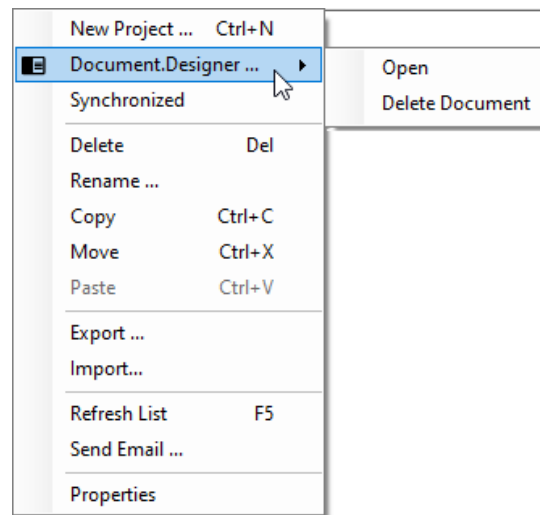 New Project ... Ctrl+N
Document.Designer ...
Synchronized
Delete Del
Rename ...
Copy Ctrl+C
Move Ctrl+X
Paste Ctrl+V
Export ...
Import...
Refresh List F5
Send Email ...
Properties
Open
Delete Document